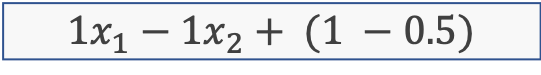 1x₁ − 1x₂ + (1 − 0.5)